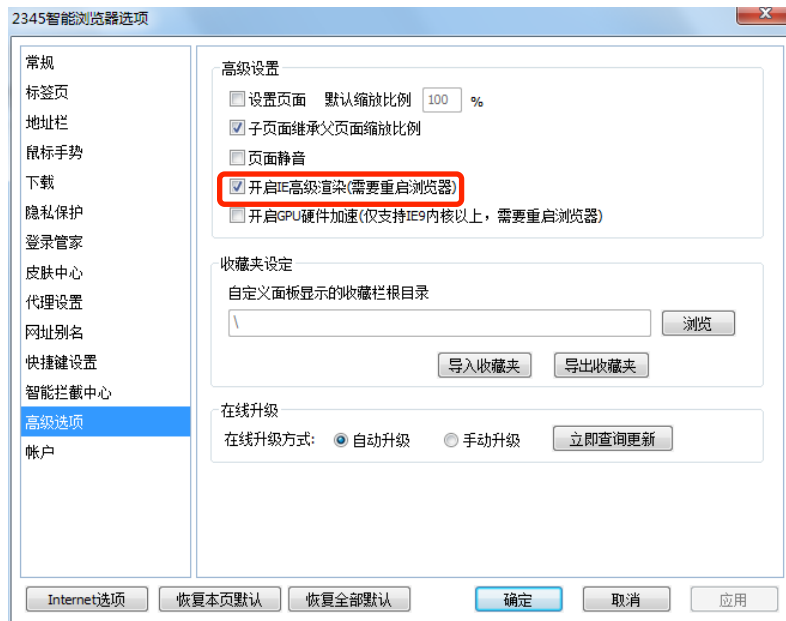 2345智能浏览器选项
常规
标签页
地址栏
鼠标手势
下载
隐私保护
登录管家
皮肤中心
代理设置
网址别名
快捷键设置
智能拦截中心
高级选项
帐户
高级设置
设置页面 默认缩放比例 100 %
子页面继承父页面缩放比例
页面静音
开启IE高级渲染(需要重启浏览器)
开启GPU硬件加速(仅支持IE9内核以上，需要重启浏览器)
收藏夹设定
自定义面板显示的收藏栏根目录
\ 浏览
导入收藏夹 导出收藏夹
在线升级
在线升级方式: 自动升级 手动升级 立即查询更新
Internet选项 恢复本页默认 恢复全部默认 确定 取消 应用